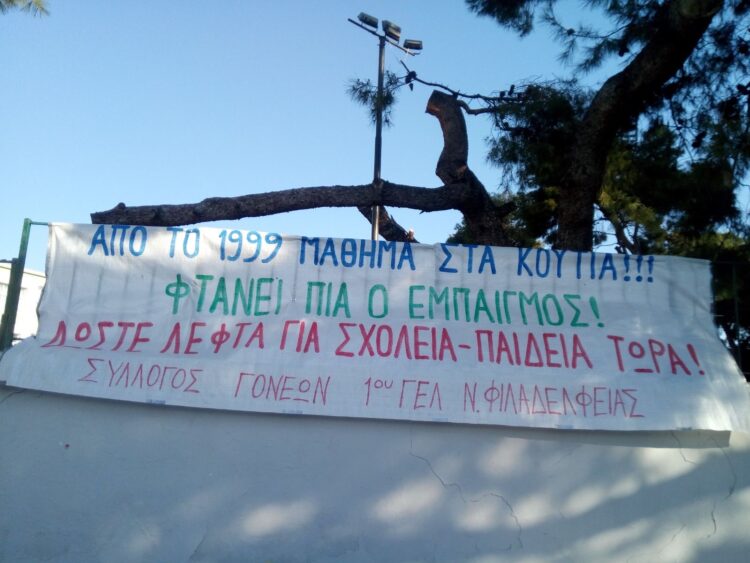 ΑΠΟ ΤΟ 1999 ΜΑΘΗΜΑ ΣΤΑ ΚΟΥΤΙΑ!!!
ΦΤΑΝΕΙ ΠΙΑ Ο ΕΜΠΑΙΓΜΟΣ!
ΔΩΣΤΕ ΛΕΦΤΑ ΓΙΑ ΣΧΟΛΕΙΑ-ΠΑΙΔΕΙΑ ΤΩΡΑ!
ΣΥΛΛΟΓΟΣ ΓΟΝΕΩΝ 1ου ΓΕΛ Ν.ΦΙΛΑΔΕΛΦΕΙΑΣ